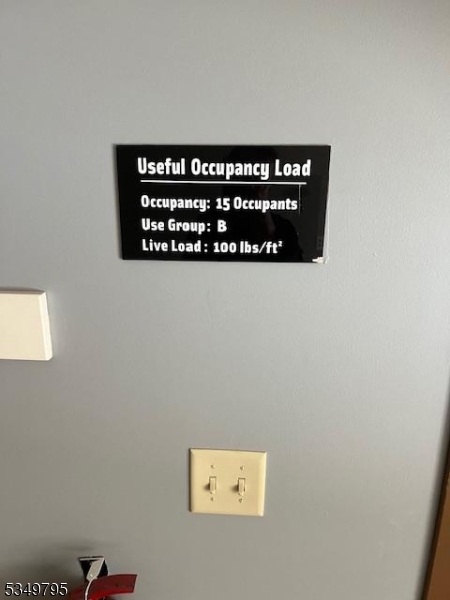 Useful Occupancy Load
Occupancy: 15 Occupants
Use Group: B
Live Load: 100 lbs/ft²
5349795